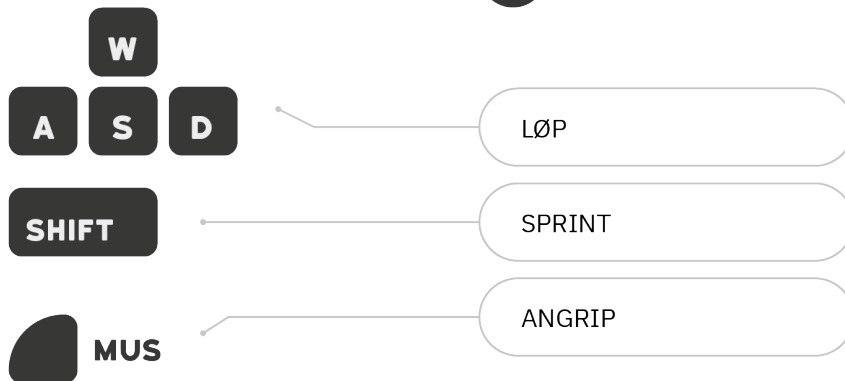 W
A S D
LØP
SHIFT
SPRINT
MUS
ANGRIP